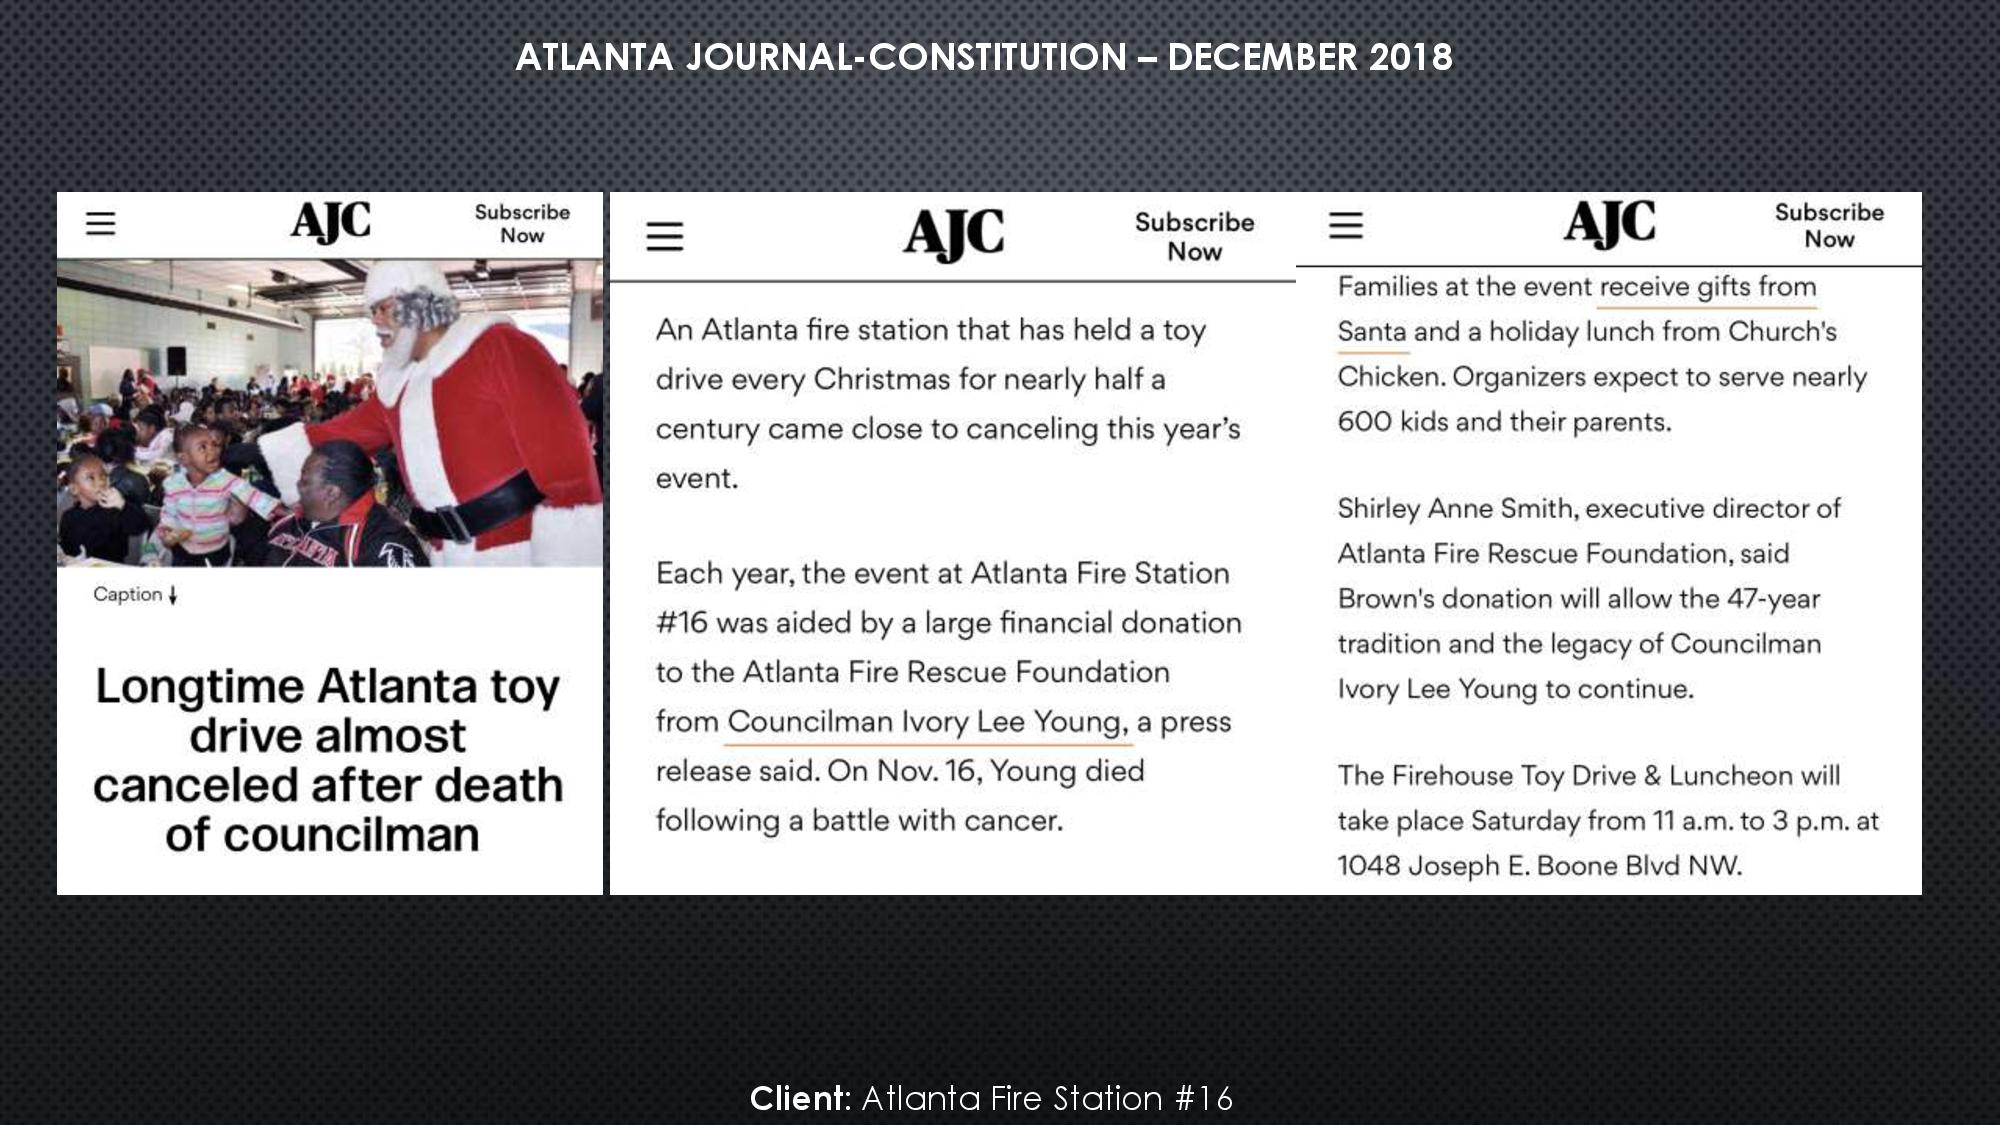 ATLANTA JOURNAL-CONSTITUTION – DECEMBER 2018
AJC
Subscribe
Now
Caption
Longtime Atlanta toy
drive almost
canceled after death
of councilman
AJC
Subscribe
Now
An Atlanta fire station that has held a toy
drive every Christmas for nearly half a
century came close to canceling this year’s
event.
Each year, the event at Atlanta Fire Station
#16 was aided by a large financial donation
to the Atlanta Fire Rescue Foundation
from Councilman Ivory Lee Young, a press
release said. On Nov. 16, Young died
following a battle with cancer.
AJC
Subscribe
Now
Families at the event receive gifts from
Santa and a holiday lunch from Church's
Chicken. Organizers expect to serve nearly
600 kids and their parents.
Shirley Anne Smith, executive director of
Atlanta Fire Rescue Foundation, said
Brown's donation will allow the 47-year
tradition and the legacy of Councilman
Ivory Lee Young to continue.
The Firehouse Toy Drive & Luncheon will
take place Saturday from 11 a.m. to 3 p.m. at
1048 Joseph E. Boone Blvd NW.
ATLANTA
Client: Atlanta Fire Station #16